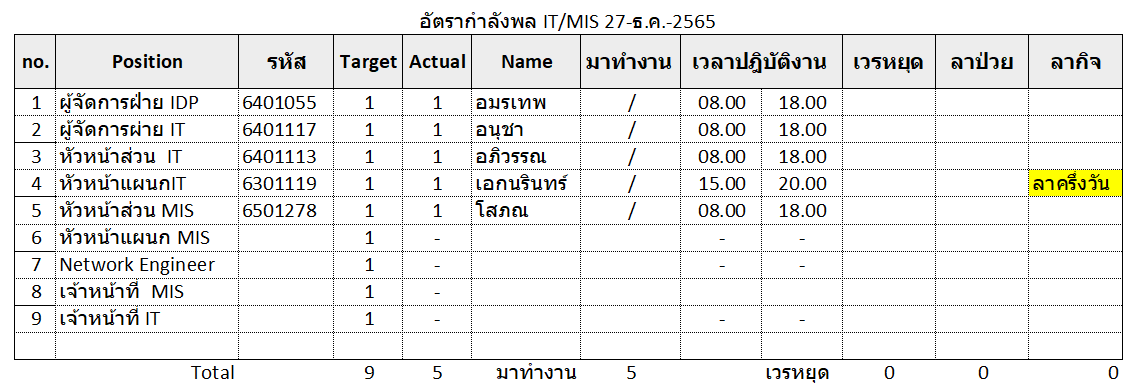 อัตรากำลังพล IT/MIS 27-ธ.ค.-2565
no. Position รหัส Target Actual Name มาทำงาน เวลาปฎิบัติงาน เวรหยุด ลาป่วย ลากิจ
1 ผู้จัดการฝ่าย IDP 6401055 1 1 อมรเทพ / 08.00 18.00
2 ผู้จัดการผ่าย IT 6401117 1 1 อนุชา / 08.00 18.00
3 หัวหน้าส่วน IT 6401113 1 1 อภิวรรณ / 08.00 18.00
4 หัวหน้าแผนกIT 6301119 1 1 เอกนรินทร์ / 15.00 20.00 ลาครึ่งวัน
5 หัวหน้าส่วน MIS 6501278 1 1 โสภณ / 08.00 18.00
6 หัวหน้าแผนก MIS 1 - - -
7 Network Engineer 1 - - -
8 เจ้าหน้าที่ MIS 1 -
9 เจ้าหน้าที่ IT 1 - - -
Total 9 5 มาทำงาน 5 เวรหยุด 0 0 0